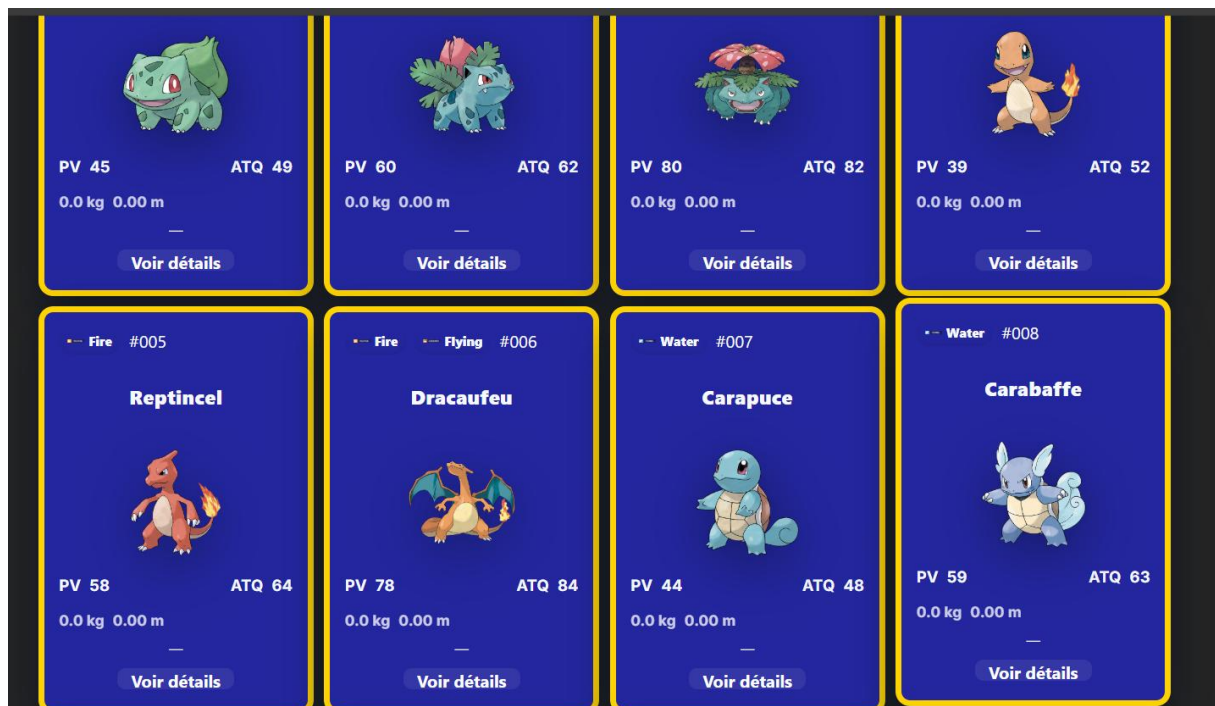 PV 45 ATQ 49
0.0 kg 0.00 m
—
Voir détails
PV 60 ATQ 62
0.0 kg 0.00 m
—
Voir détails
PV 80 ATQ 82
0.0 kg 0.00 m
—
Voir détails
PV 39 ATQ 52
0.0 kg 0.00 m
—
Voir détails
Fire #005
Reptincel
PV 58 ATQ 64
0.0 kg 0.00 m
—
Voir détails
Fire Flying #006
Dracaufeu
PV 78 ATQ 84
0.0 kg 0.00 m
—
Voir détails
Water #007
Carapuce
PV 44 ATQ 48
0.0 kg 0.00 m
—
Voir détails
Water #008
Carabaffe
PV 59 ATQ 63
0.0 kg 0.00 m
—
Voir détails